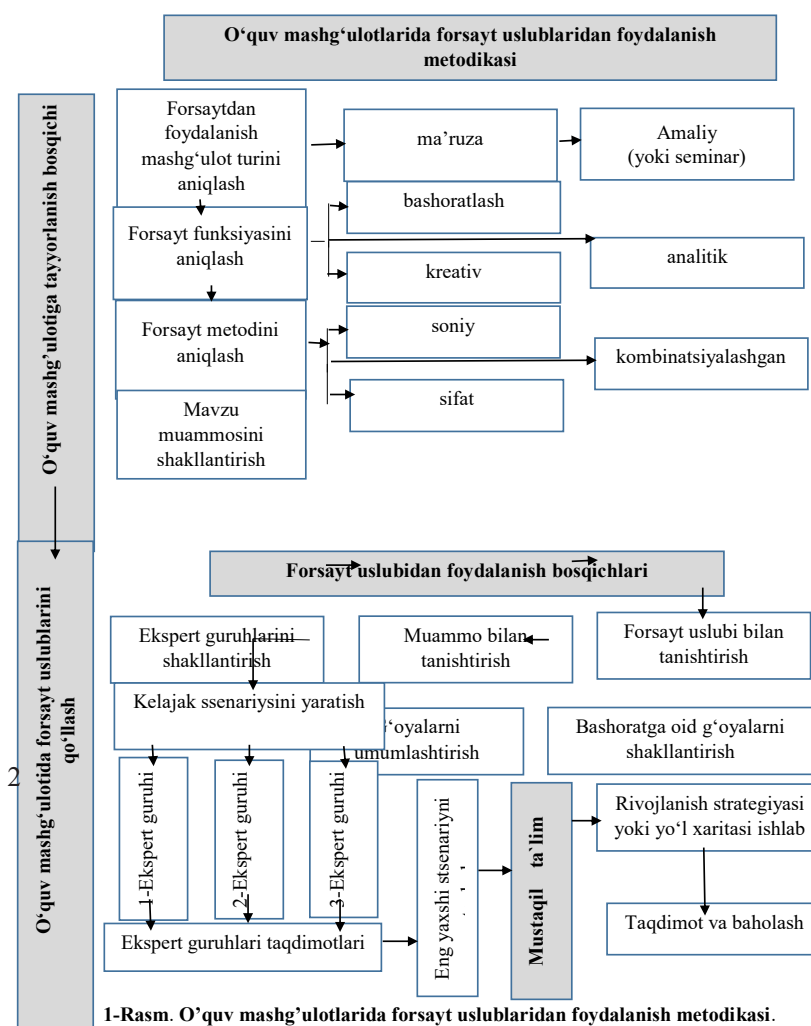 O‘quv mashg‘ulotlarida forsayt uslublaridan foydalanish
metodikasi
O‘quv mashg’ulotiga tayyorlanish bosqichi
Forsaytdan
foydalanish
mashg‘ulot turini
aniqlash
ma’ruza
Amaliy
(yoki seminar)
Forsayt funksiyasini
aniqlash
bashoratlash
analitik
kreativ
Forsayt metodini
aniqlash
soniy
kombinatsiyalashgan
sifat
Mavzu
muammosini
shakllantirish
O‘quv mashg‘ulotida forsayt uslublarini
qo‘llash
Forsayt uslubidan foydalanish bosqichlari
Ekspert guruhlarini
shakllantirish
Muammo bilan
tanishtirish
Forsayt uslubi bilan
tanishtirish
Kelajak ssenariysini yaratish
G‘oyalarni
umumlashtirish
Bashoratga oid g‘oyalarni
shakllantirish
2
1-Ekspert guruhi
2-Ekspert guruhi
3-Ekspert guruhi
Eng yaxshi stsenariyni
Mustaqil ta`lim
Rivojlanish strategiyasi
yoki yo‘l xaritasi ishlab
Ekspert guruhlari taqdimotlari
Taqdimot va baholash
1-Rasm. O’quv mashg’ulotlarida forsayt uslublaridan foydalanish metodikasi.